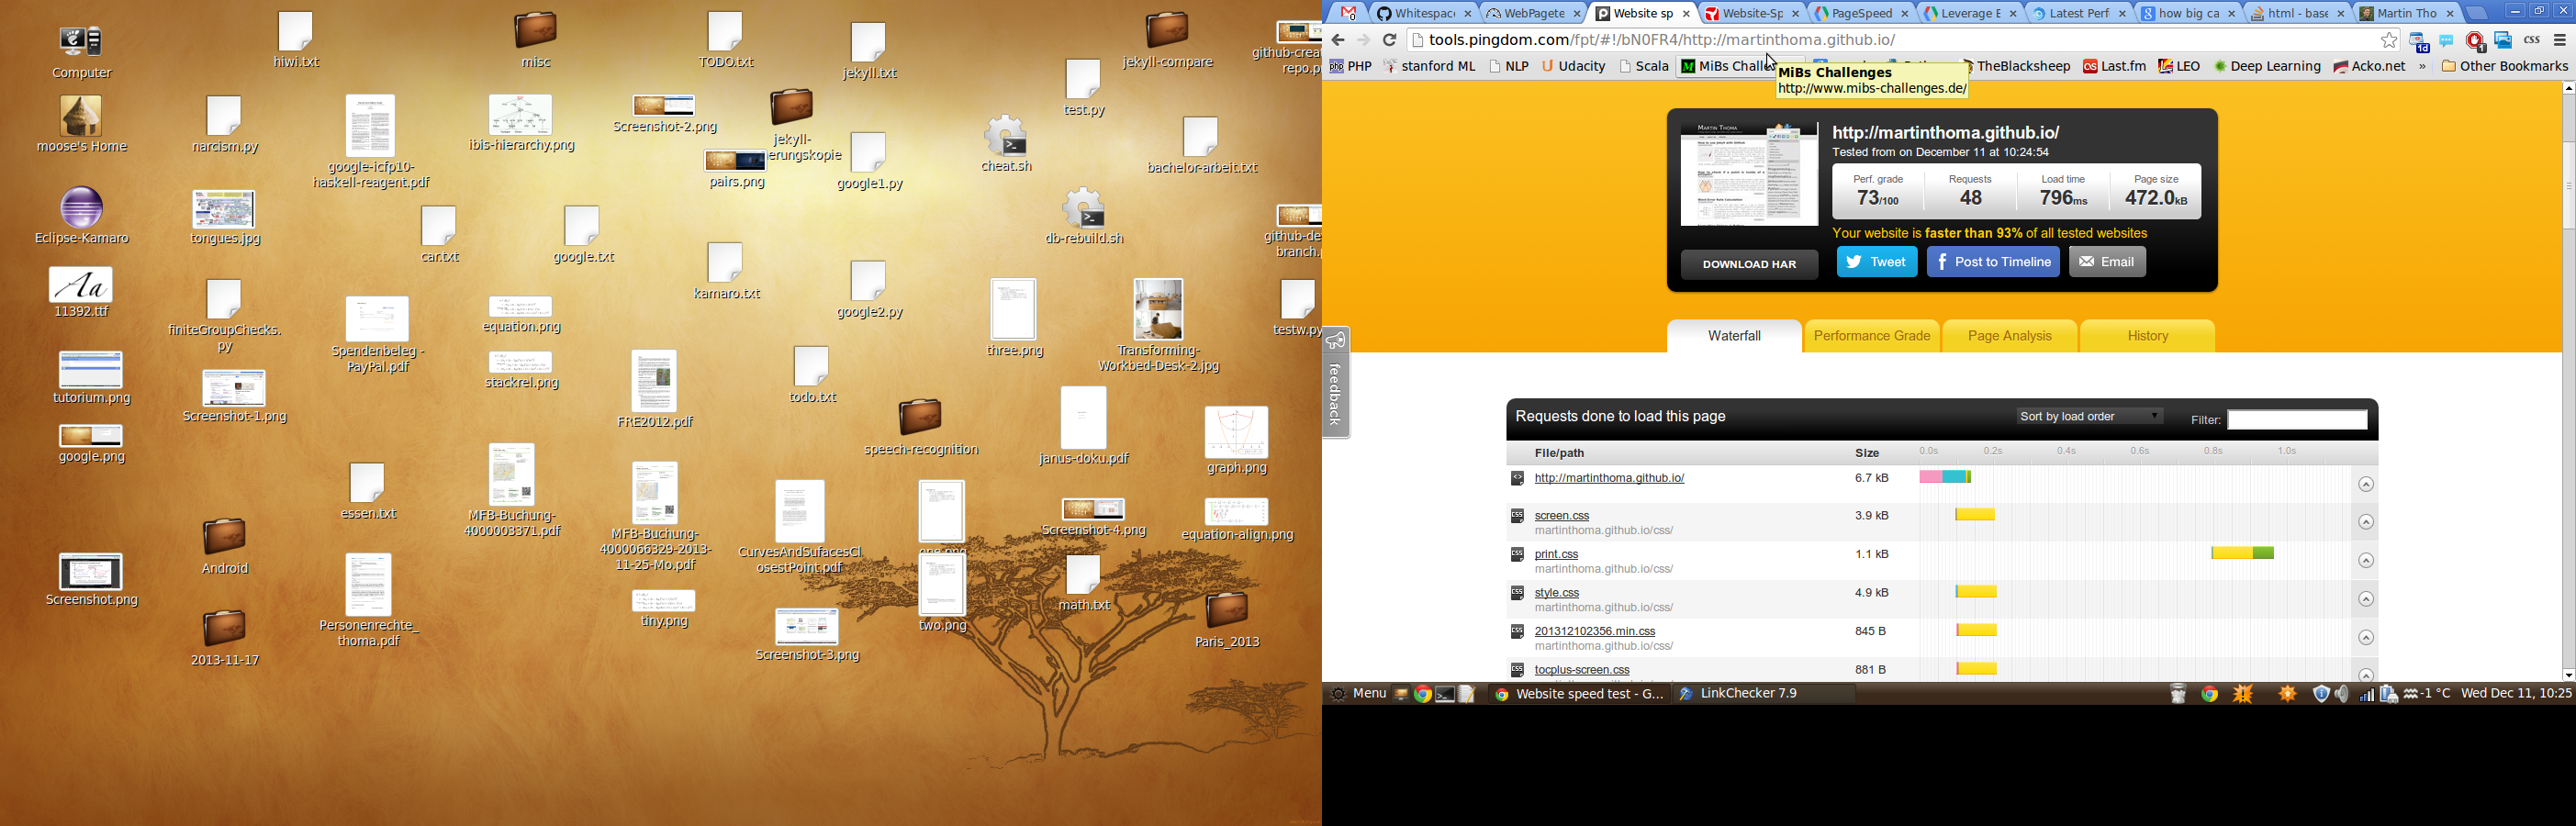 Computer
hiwi.txt
misc
TODO.txt
jekyll.txt
jekyll-compare
github-crea
repo.p
test.py
moose's Home
narcism.py
google-icfp10-
haskell-reagent.pdf
ibis-hierarchy.png
Screenshot-2.png
jekyll-
erungskopie
pairs.png
google1.py
cheat.sh
bachelor-arbeit.txt
Eclipse-Kamaro
tongues.jpg
car.txt
google.txt
db-rebuild.sh
github-de
branch.
11392.ttf
finiteGroupChecks.
py
Spendenbeleg -
PayPal.pdf
equation.png
kamaro.txt
google2.py
three.png
Transforming-
Workbed-Desk-2.jpg
testw.py
tutorium.png
Screenshot-1.png
stackrel.png
FRE2012.pdf
todo.txt
speech-recognition
janus-doku.pdf
graph.png
google.png
essen.txt
MFB-Buchung-
4000003371.pdf
MFB-Buchung-
4000066329-2013-
11-25-Mo.pdf
CurvesAndSufacesCl
osestPoint.pdf
Screenshot-4.png
equation-align.png
Android
Screenshot.png
Personenrechte_
thoma.pdf
tiny.png
Screenshot-3.png
two.png
math.txt
Paris_2013
2013-11-17
Whitespac
WebPagete
Website sp
Website-Sp
PageSpeed
Leverage E
Latest Perf
how big ca
html - base
Martin Tho
tools.pingdom.com/fpt/#!/bN0FR4/http://martinthoma.github.io/
1d
1
css
PHP
stanford ML
NLP
Udacity
Scala
MiBs Chall
TheBlacksheep
Last.fm
LEO
Deep Learning
Acko.net
»
Other Bookmarks
MiBs Challenges
http://www.mibs-challenges.de/
MARTIN THOMA
http://martinthoma.github.io/
Tested from on December 11 at 10:24:54
Perf. grade Requests Load time Page size
73/100 48 796ms 472.0kB
Your website is faster than 93% of all tested websites
DOWNLOAD HAR
Tweet
Post to Timeline
Email
feedback
Waterfall
Performance Grade
Page Analysis
History
Requests done to load this page
Sort by load order
Filter:
File/path Size 0.0s 0.2s 0.4s 0.6s 0.8s 1.0s
http://martinthoma.github.io/ 6.7 kB
screen.css 3.9 kB
martinthoma.github.io/css/
print.css 1.1 kB
martinthoma.github.io/css/
style.css 4.9 kB
martinthoma.github.io/css/
201312102356.min.css 845 B
martinthoma.github.io/css/
tocplus-screen.css 881 B
Menu
Website speed test - G...
LinkChecker 7.9
-1 °C
Wed Dec 11, 10:25